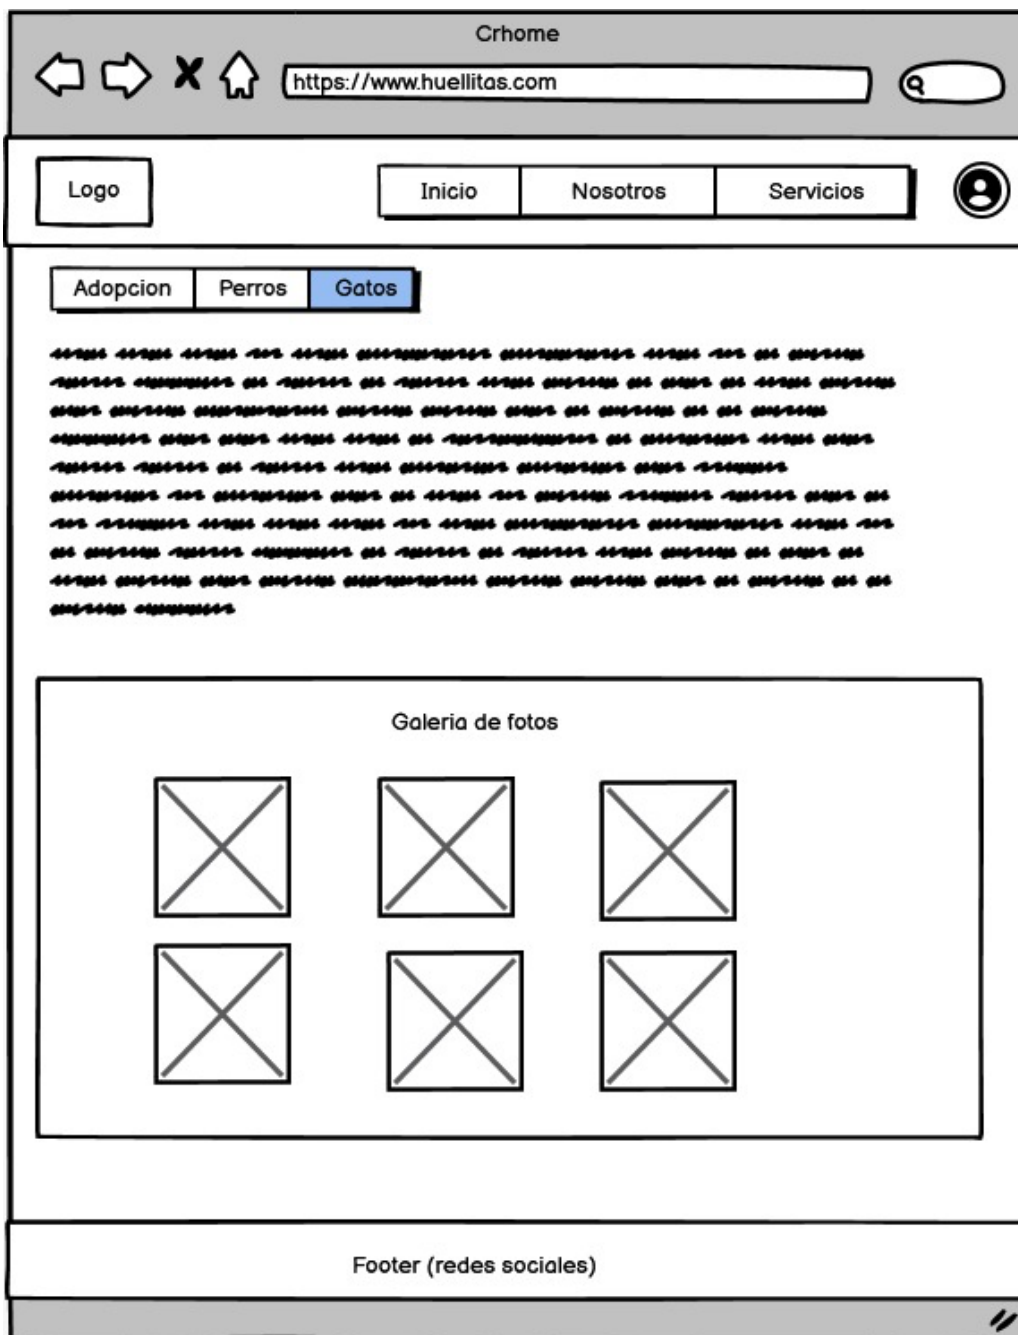 Crhome
https://www.huellitas.com
Logo
Inicio Nosotros Servicios
Adopcion Perros Gatos
Galeria de fotos
Footer (redes sociales)